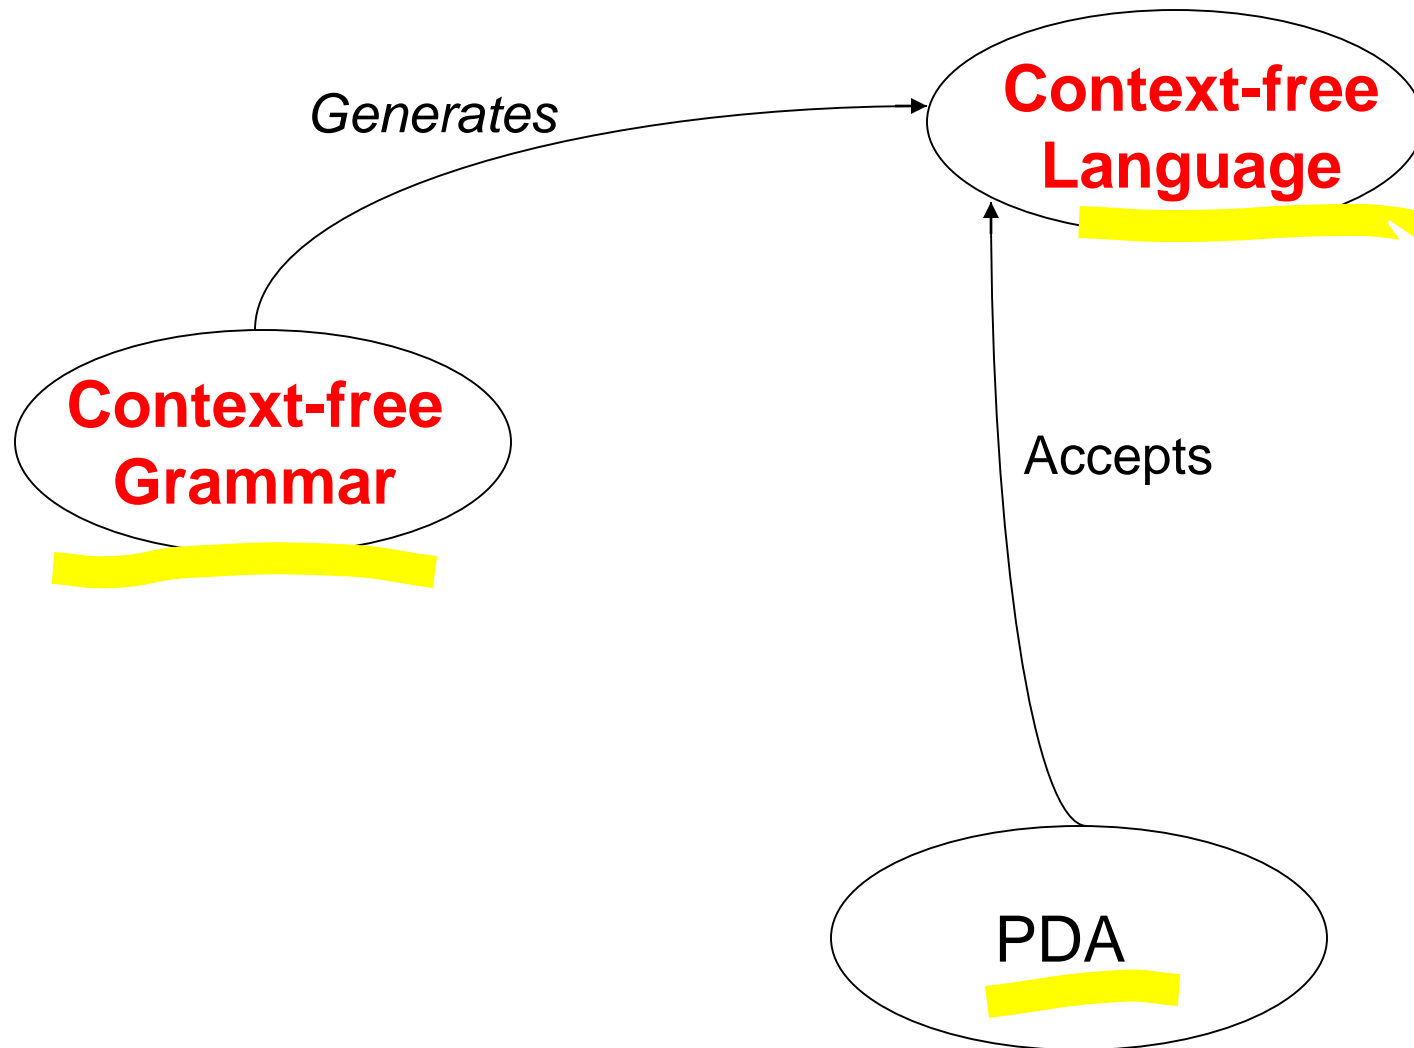 Generates
Context-free
Language
Context-free
Grammar
Accepts
PDA